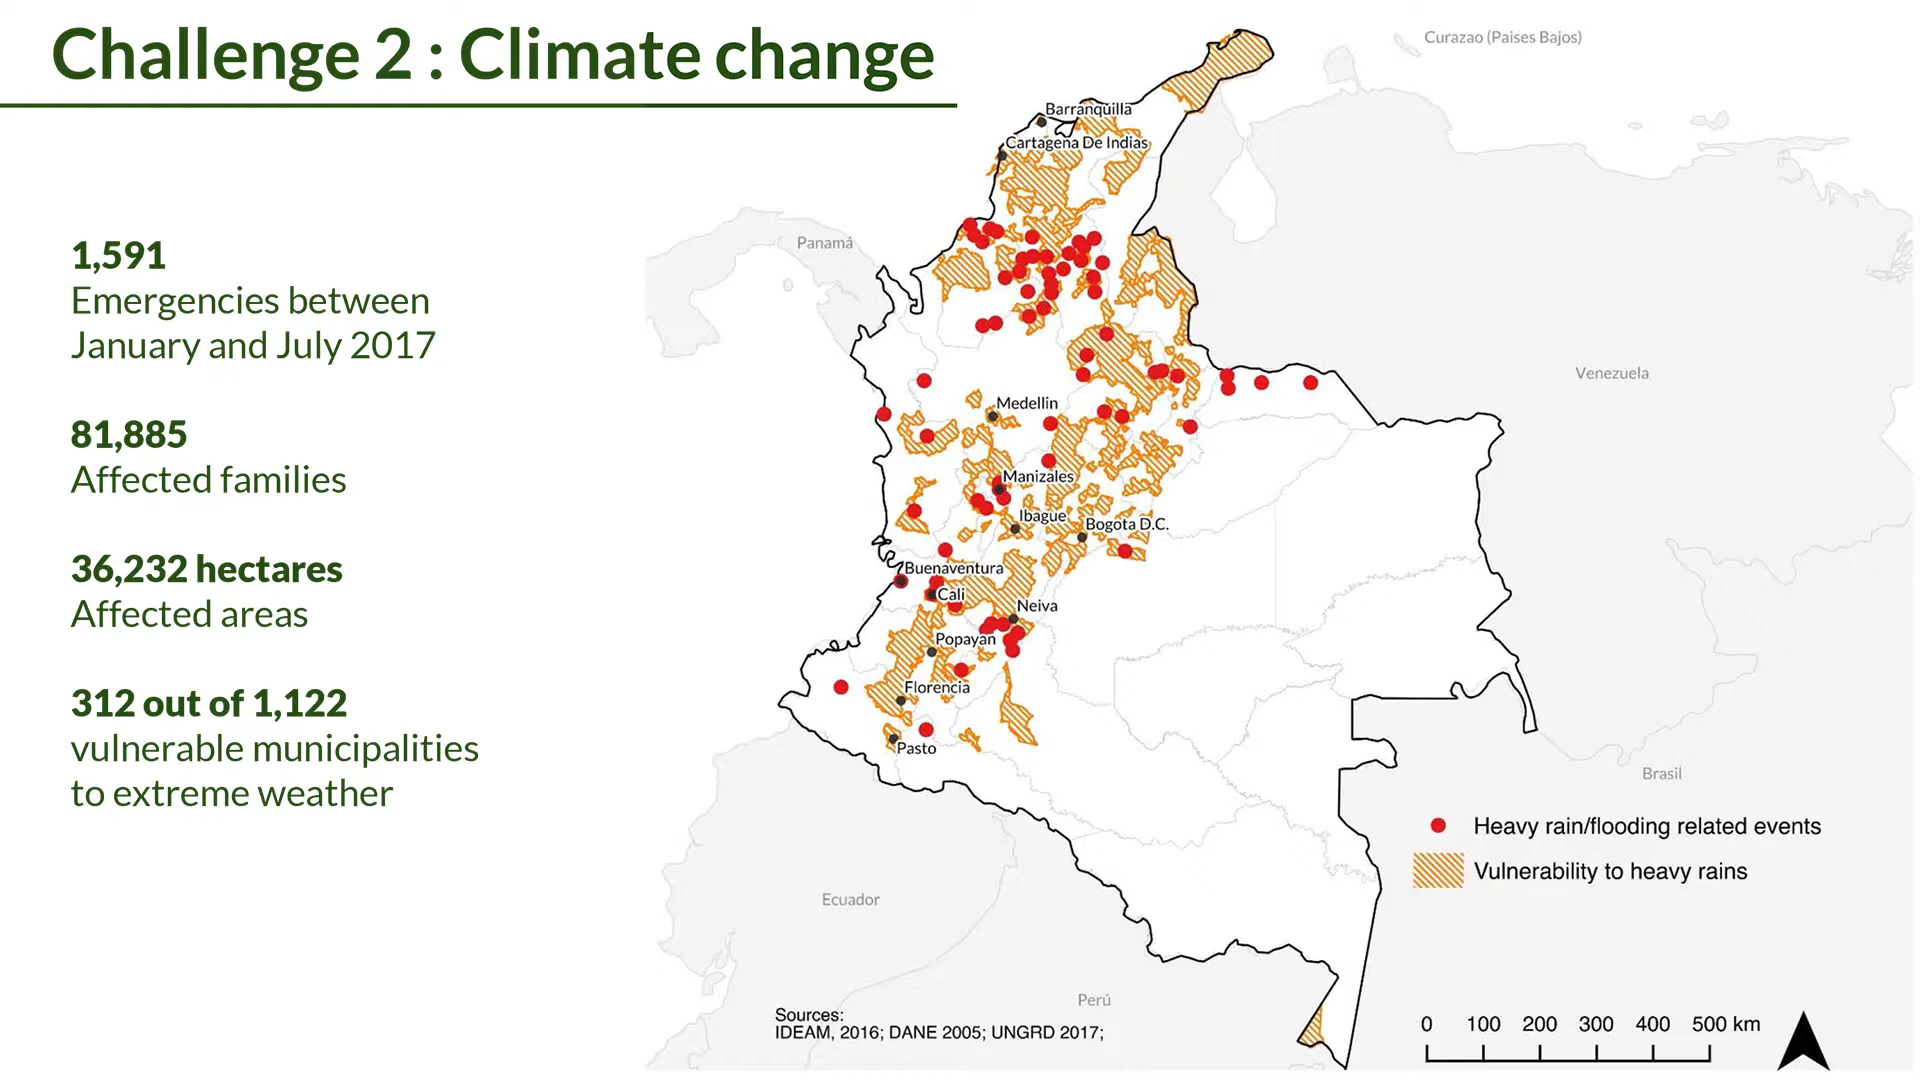 Challenge 2 : Climate change
1,591
Emergencies between
January and July 2017
81,885
Affected families
36,232 hectares
Affected areas
312 out of 1,122
vulnerable municipalities
to extreme weather
Curazao (Paises Bajos)
Barranquilla
Cartagena De Indias
Panamá
Venezuela
Medellin
Manizales
Ibague
Bogota D.C.
Buenaventura
Cali
Neiva
Popayan
Florencia
Pasto
Brasil
Heavy rain/flooding related events
Vulnerability to heavy rains
Ecuador
Perú
Sources:
IDEAM, 2016; DANE 2005; UNGRD 2017;
0 100 200 300 400 500 km